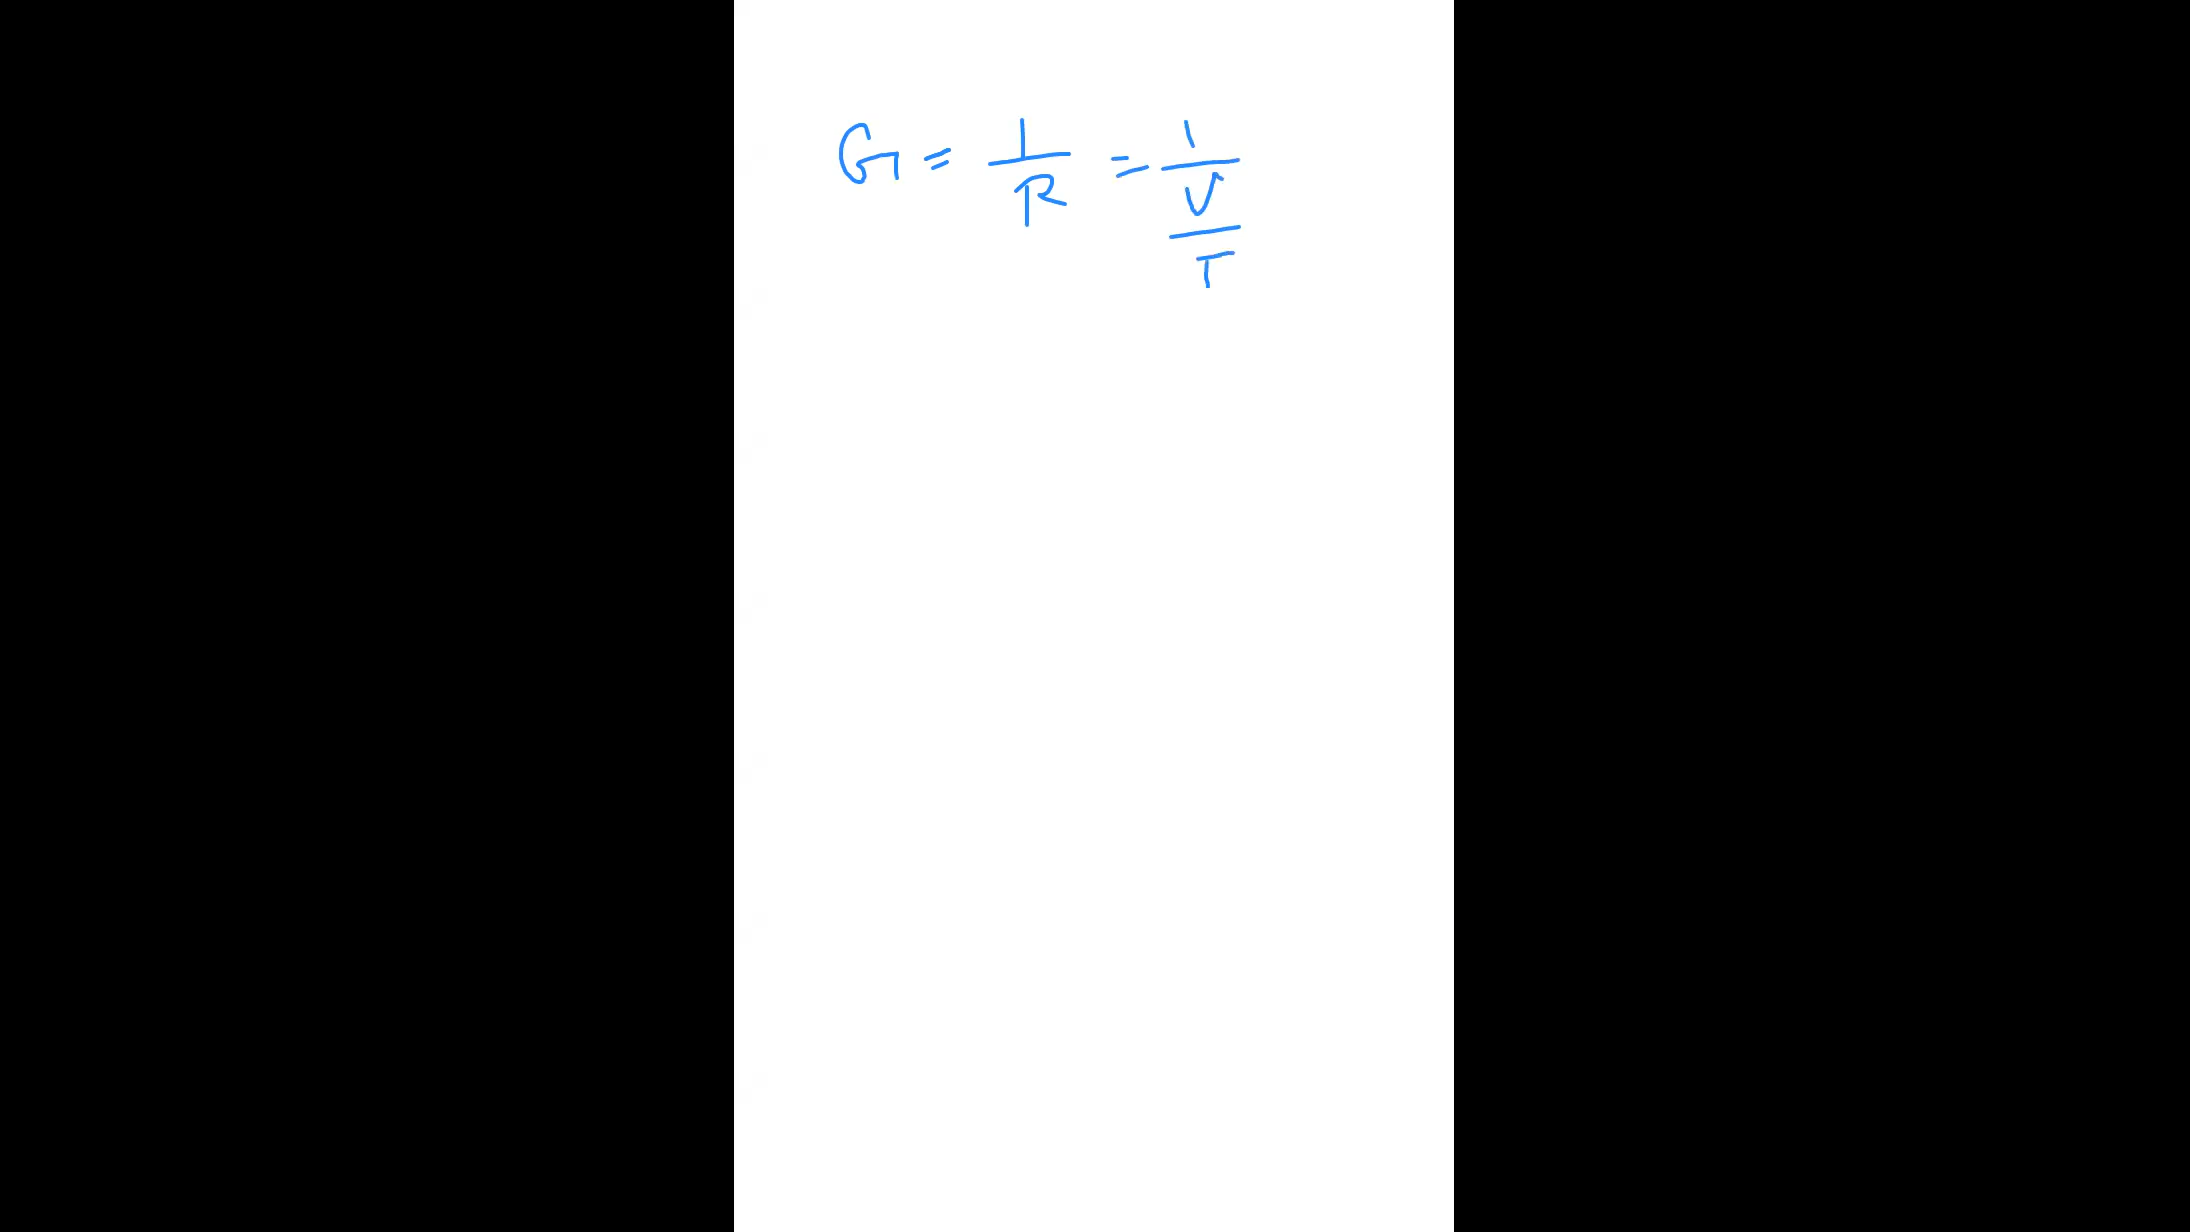 G = 1/R = 1/V/I